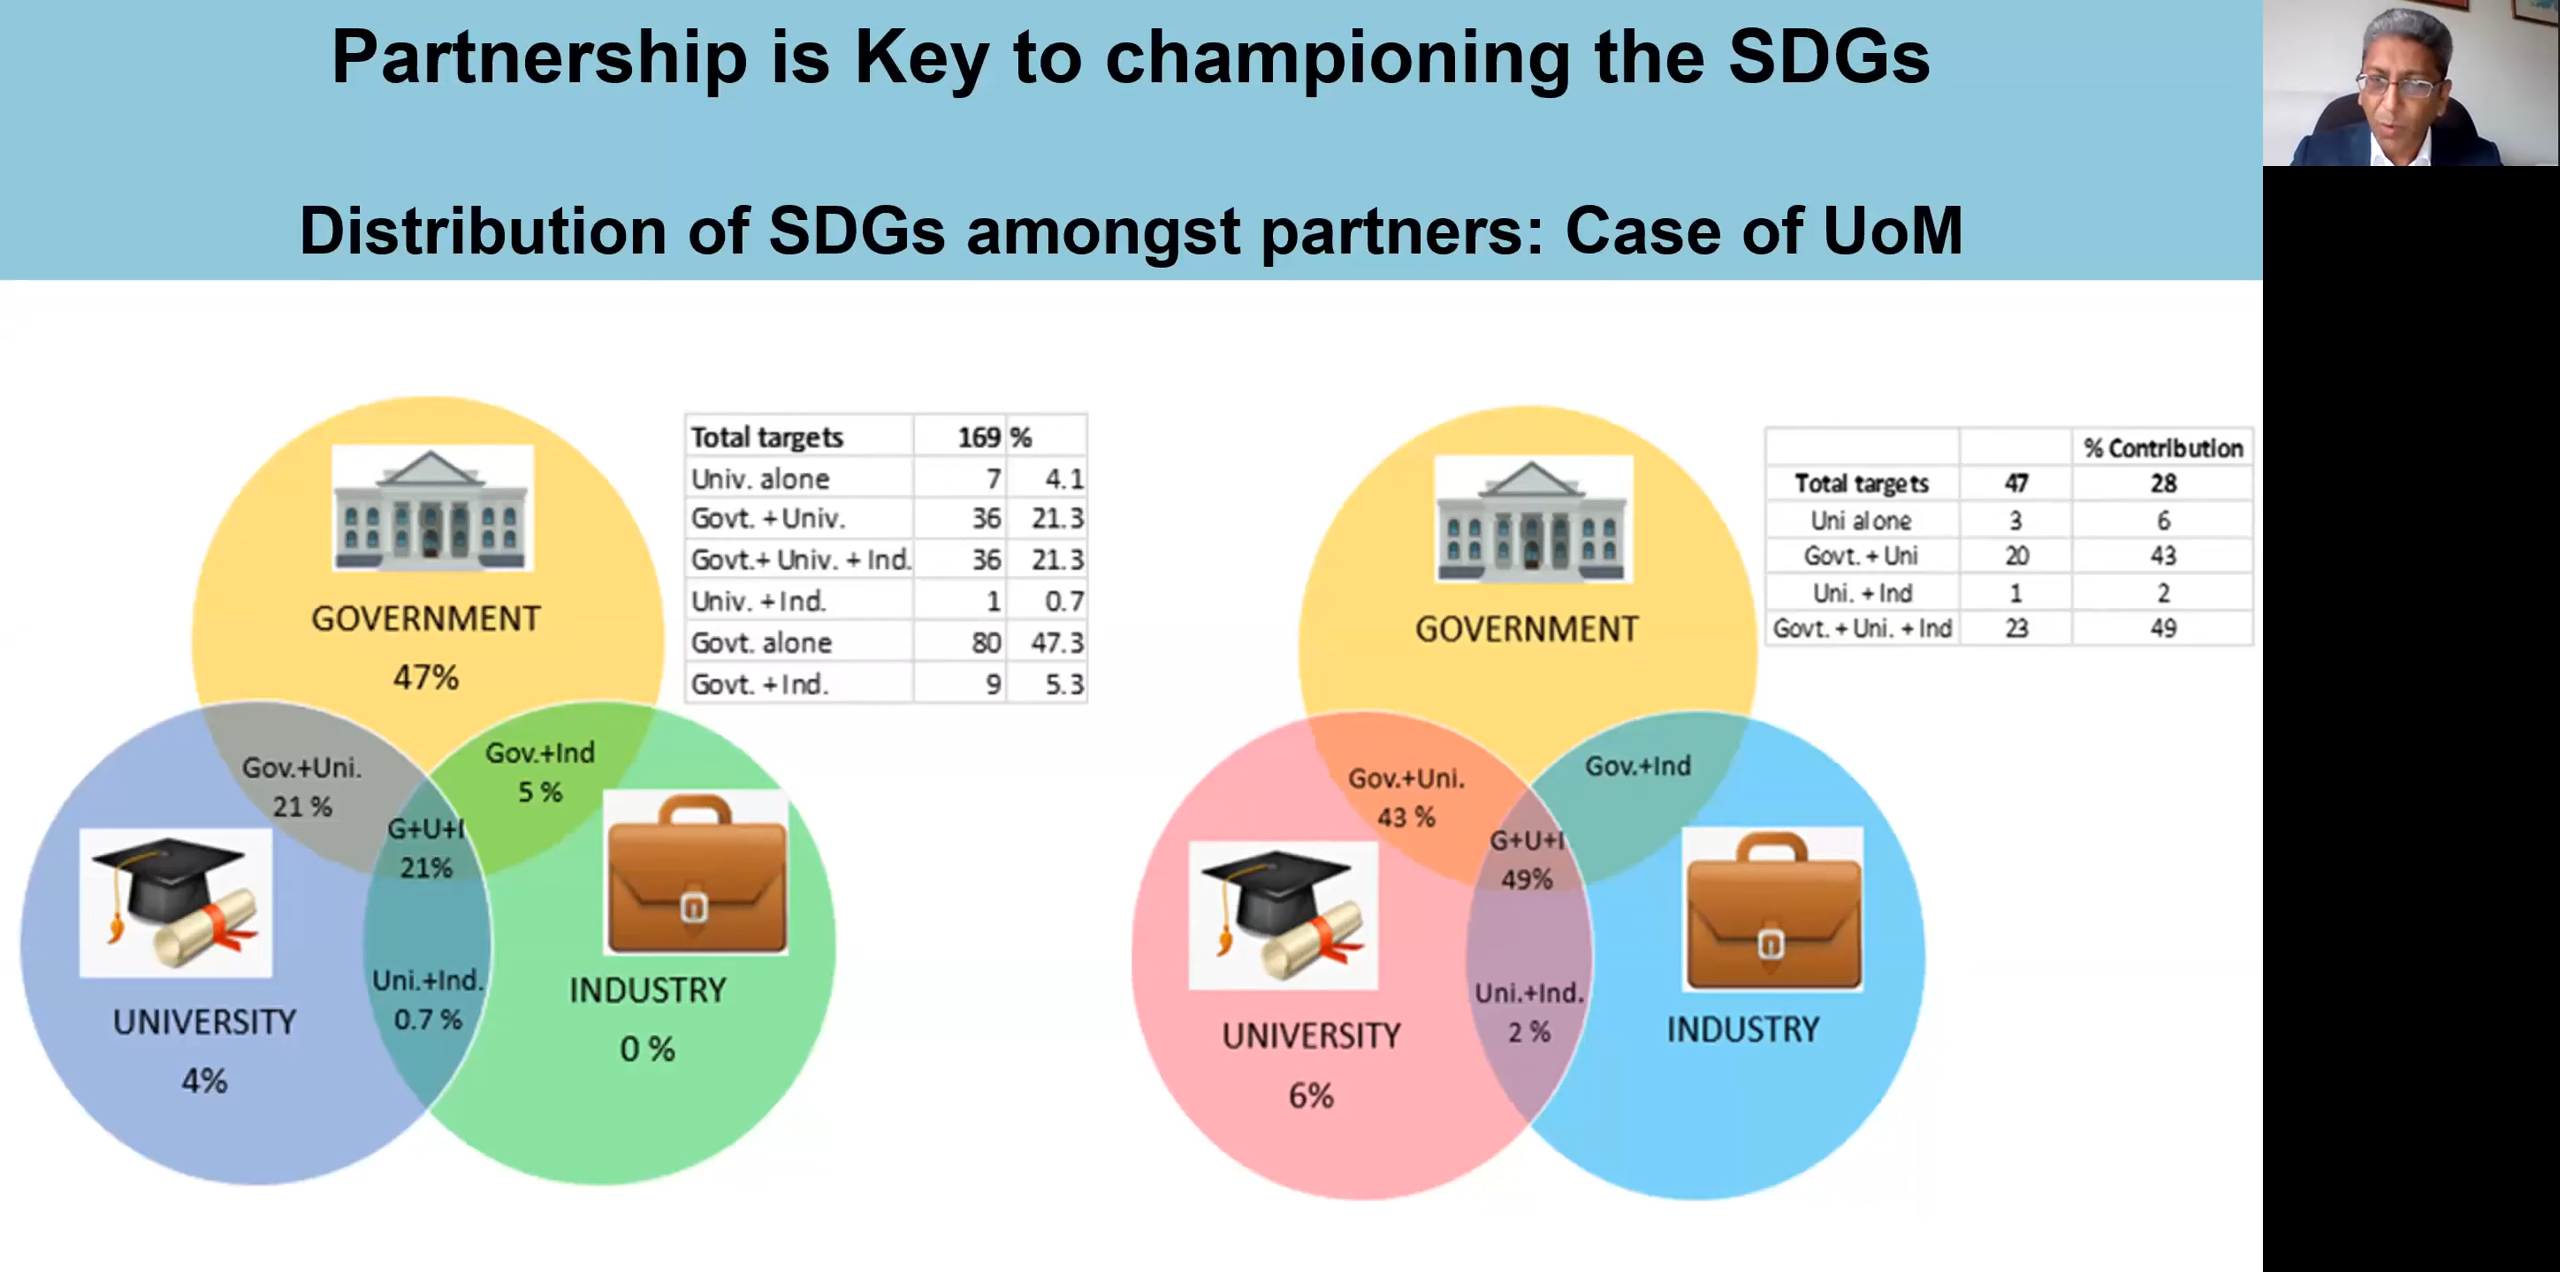 Partnership is Key to championing the SDGs
Distribution of SDGs amongst partners: Case of UoM
GOVERNMENT
47%
Gov.+Uni.
21 %
Gov.+Ind
5 %
G+U+I
21%
Uni.+Ind.
0.7 %
UNIVERSITY
4%
INDUSTRY
0 %
Total targets 169 %
Univ. alone 7 4.1
Govt. + Univ. 36 21.3
Govt.+ Univ. + Ind. 36 21.3
Univ. + Ind. 1 0.7
Govt. alone 80 47.3
Govt. + Ind. 9 5.3
GOVERNMENT
Gov.+Uni.
43 %
Gov.+Ind
G+U+I
49%
Uni.+Ind.
2 %
UNIVERSITY
6%
INDUSTRY
% Contribution
Total targets 47 28
Uni alone 3 6
Govt. + Uni 20 43
Uni. + Ind 1 2
Govt. + Uni. + Ind 23 49